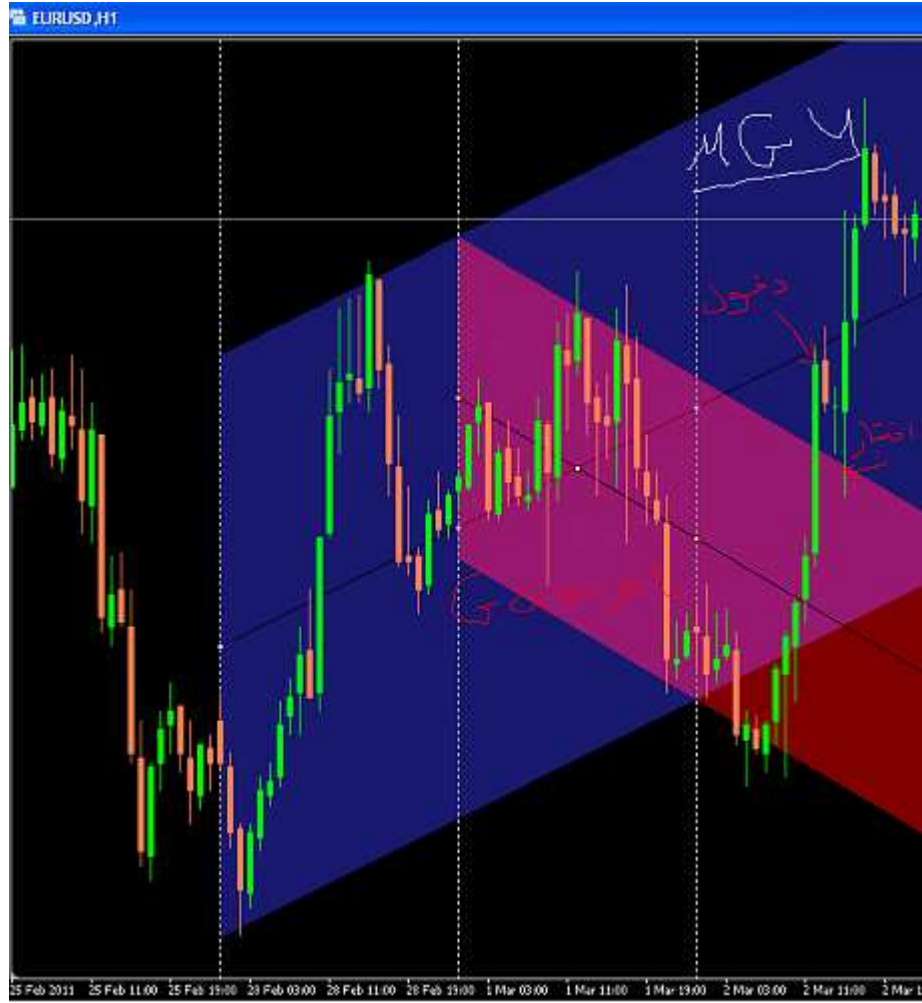 EURUSD,H1
MGY
دخول
اختبار
25 Feb 2011 25 Feb 11:00 25 Feb 19:00 28 Feb 03:00 28 Feb 11:00 28 Feb 19:00 1 Mar 03:00 1 Mar 11:00 1 Mar 19:00 2 Mar 03:00 2 Mar 11:00